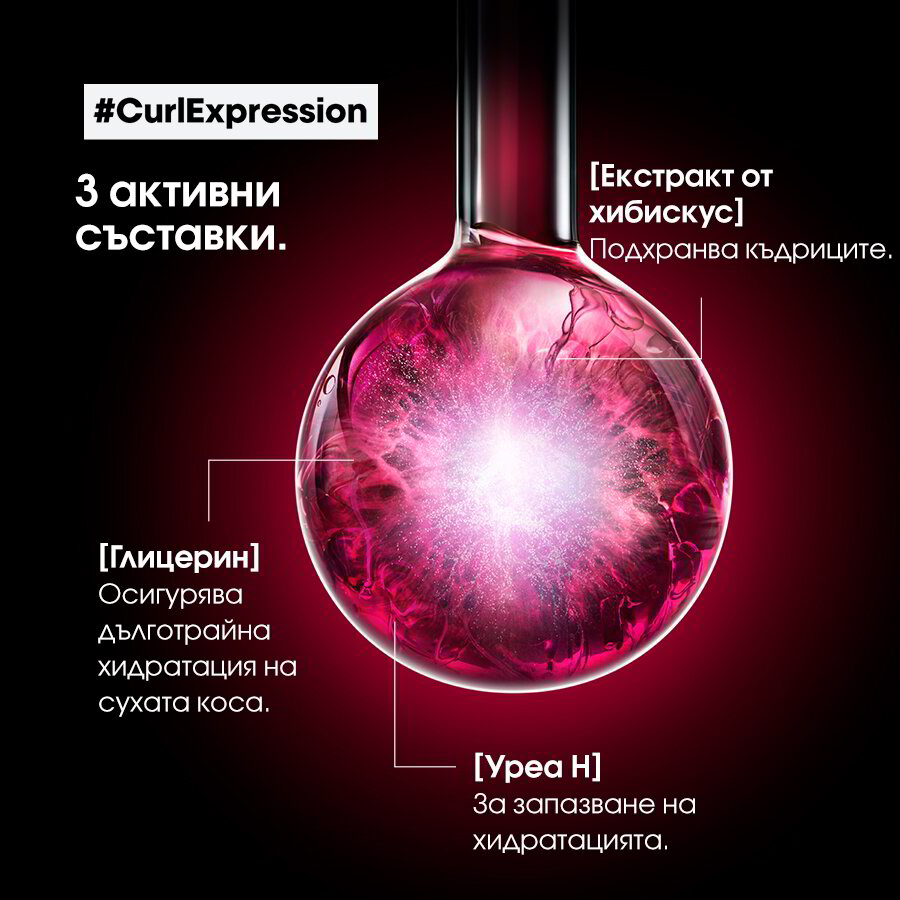 #CurlExpression
3 активни
съставки.
[Екстракт от
хибискус]
Подхранва къдриците.
[Глицерин]
Осигурява
дълготрайна
хидратация на
сухата коса.
[Уреа H]
За запазване на
хидратацията.